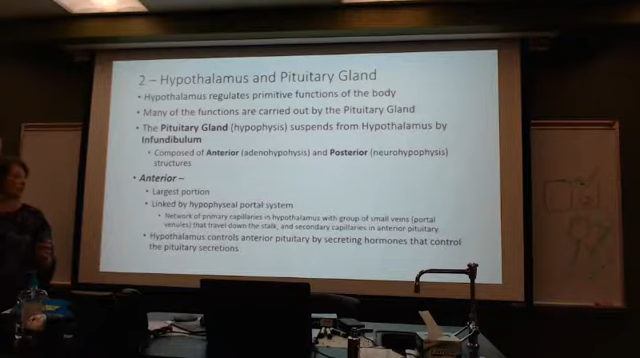 2 – Hypothalamus and Pituitary Gland
• Hypothalamus regulates primitive functions of the body
• Many of the functions are carried out by the Pituitary Gland
• The Pituitary Gland (hypophysis) suspends from Hypothalamus by
Infundibulum
• Composed of Anterior (adenohypohysis) and Posterior (neurohypophysis)
structures
• Anterior –
• Largest portion
• Linked by hypophyseal portal system
• Network of primary capillaries in hypothalamus with group of small veins (portal
venules) that travel down the stalk, and secondary capillaries in anterior pituitary
• Hypothalamus controls anterior pituitary by secreting hormones that control
the pituitary secretions